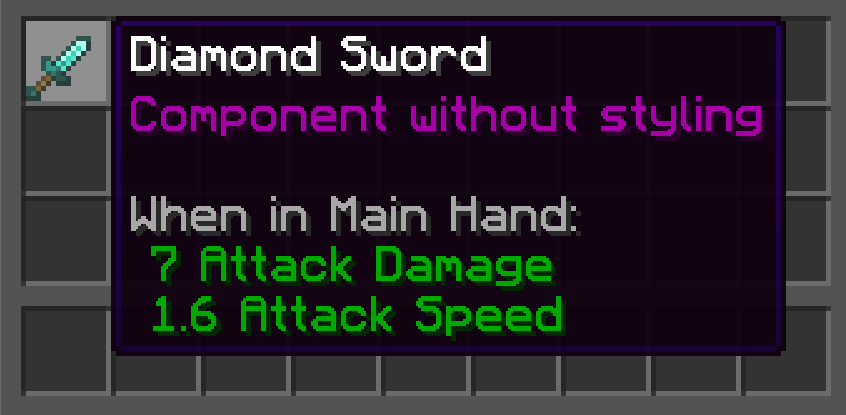 Diamond Sword
Component without styling
When in Main Hand:
7 Attack Damage
1.6 Attack Speed